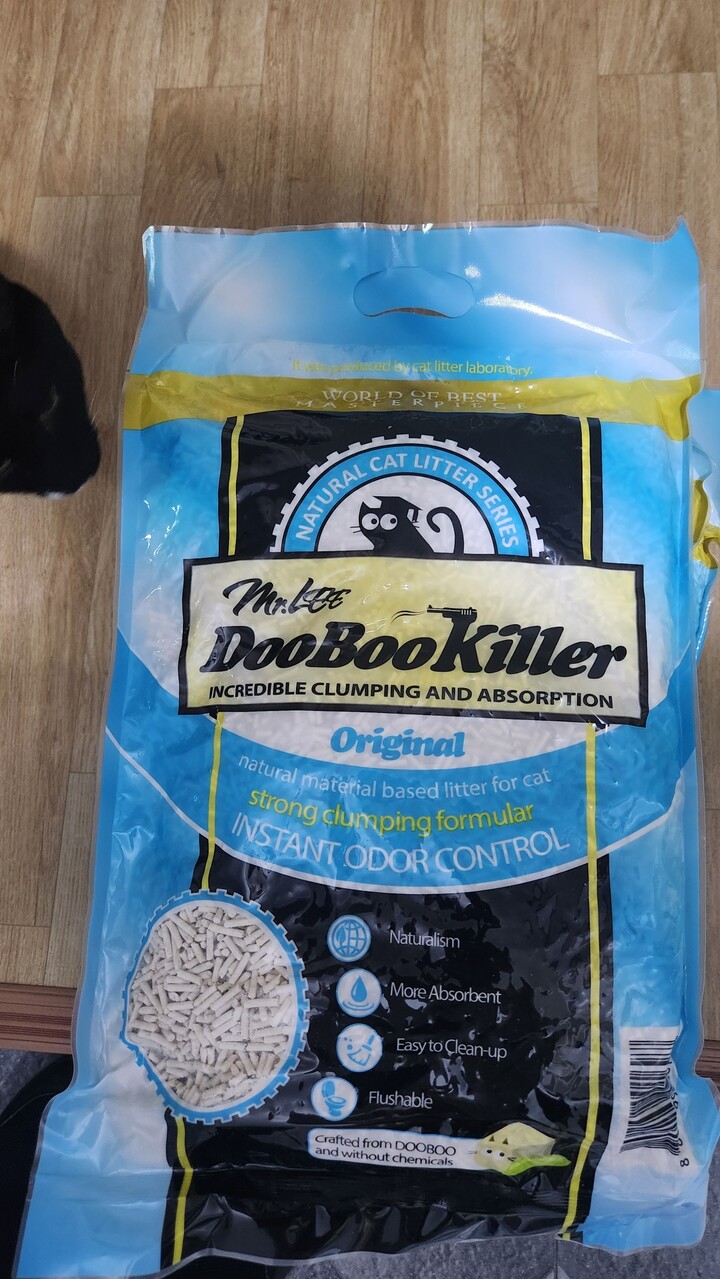 It was produced by cat litter laboratory.
WORLD OF BEST
MASTERPIECE
NATURAL CAT LITTER SERIES
Mr.LEE
DooBooKiller
INCREDIBLE CLUMPING AND ABSORPTION
Original
natural material based litter for cat
strong clumping formular
INSTANT ODOR CONTROL
Naturalism
More Absorbent
Easy to Clean-up
Flushable
Crafted from DOOBOO
and without chemicals